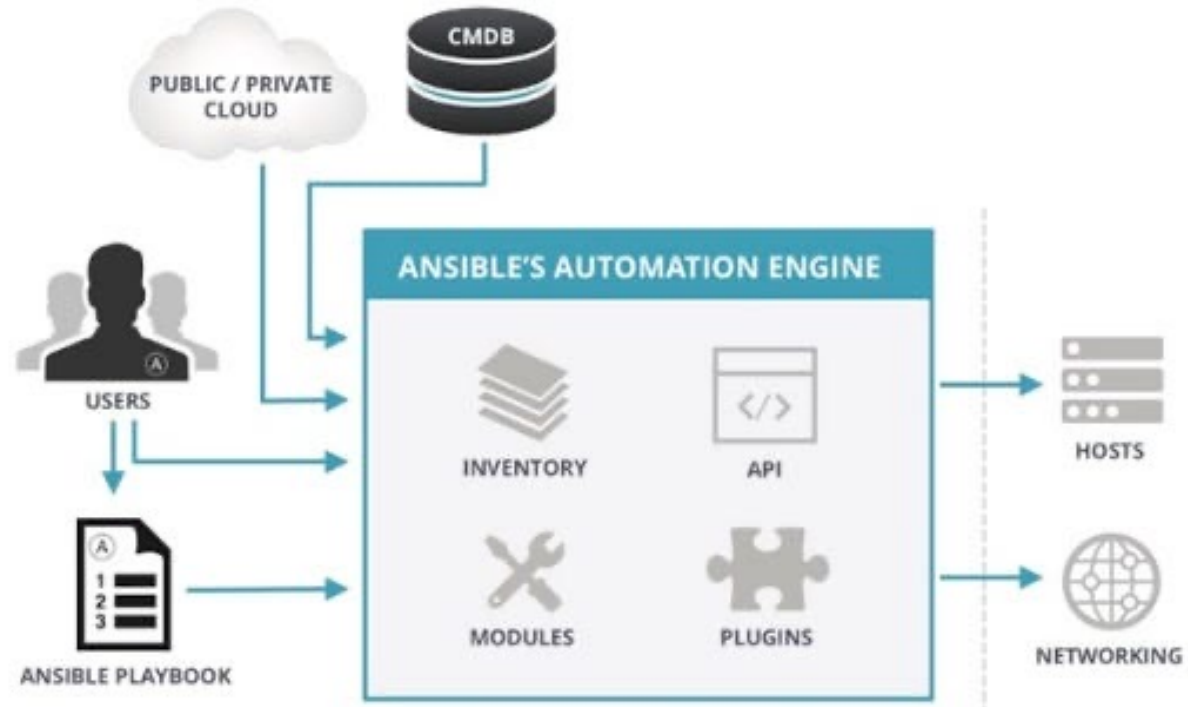 PUBLIC / PRIVATE
CLOUD
CMDB
ANSIBLE'S AUTOMATION ENGINE
USERS
A
INVENTORY
API
</>
HOSTS
A
1
2
3
MODULES
PLUGINS
ANSIBLE PLAYBOOK
NETWORKING